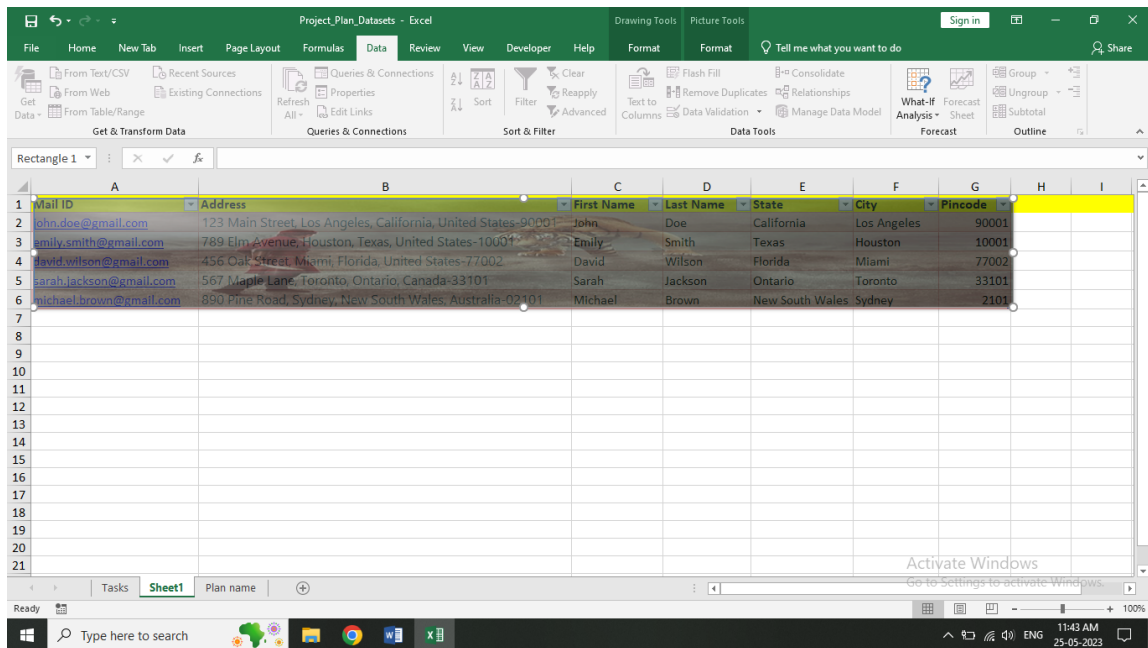 Project_Plan_Datasets - Excel
Drawing Tools Picture Tools
Sign in
File Home New Tab Insert Page Layout Formulas Data Review View Developer Help Format Format Tell me what you want to do Share
Get Data
From Text/CSV
From Web
From Table/Range
Recent Sources
Existing Connections
Get & Transform Data
Refresh All
Queries & Connections
Properties
Edit Links
Queries & Connections
Sort
Filter
Clear
Reapply
Advanced
Sort & Filter
Text to Columns
Flash Fill
Remove Duplicates
Data Validation
Consolidate
Relationships
Manage Data Model
Data Tools
What-If Analysis
Forecast Sheet
Forecast
Group
Ungroup
Subtotal
Outline
Rectangle 1 fx
A B C D E F G H I
1 Mail ID Address First Name Last Name State City Pincode
2 john.doe@gmail.com 123 Main Street, Los Angeles, California, United States-90001 John Doe California Los Angeles 90001
3 emily.smith@gmail.com 789 Elm Avenue, Houston, Texas, United States-10001 Emily Smith Texas Houston 10001
4 david.wilson@gmail.com 456 Oak Street, Miami, Florida, United States-77002 David Wilson Florida Miami 77002
5 sarah.jackson@gmail.com 567 Maple Lane, Toronto, Ontario, Canada-33101 Sarah Jackson Ontario Toronto 33101
6 michael.brown@gmail.com 890 Pine Road, Sydney, New South Wales, Australia-02101 Michael Brown New South Wales Sydney 2101
7
8
9
10
11
12
13
14
15
16
17
18
19
20
21
Activate Windows
Go to Settings to activate Windows.
Tasks Sheet1 Plan name
Ready 100%
Type here to search
ENG
11:43 AM
25-05-2023